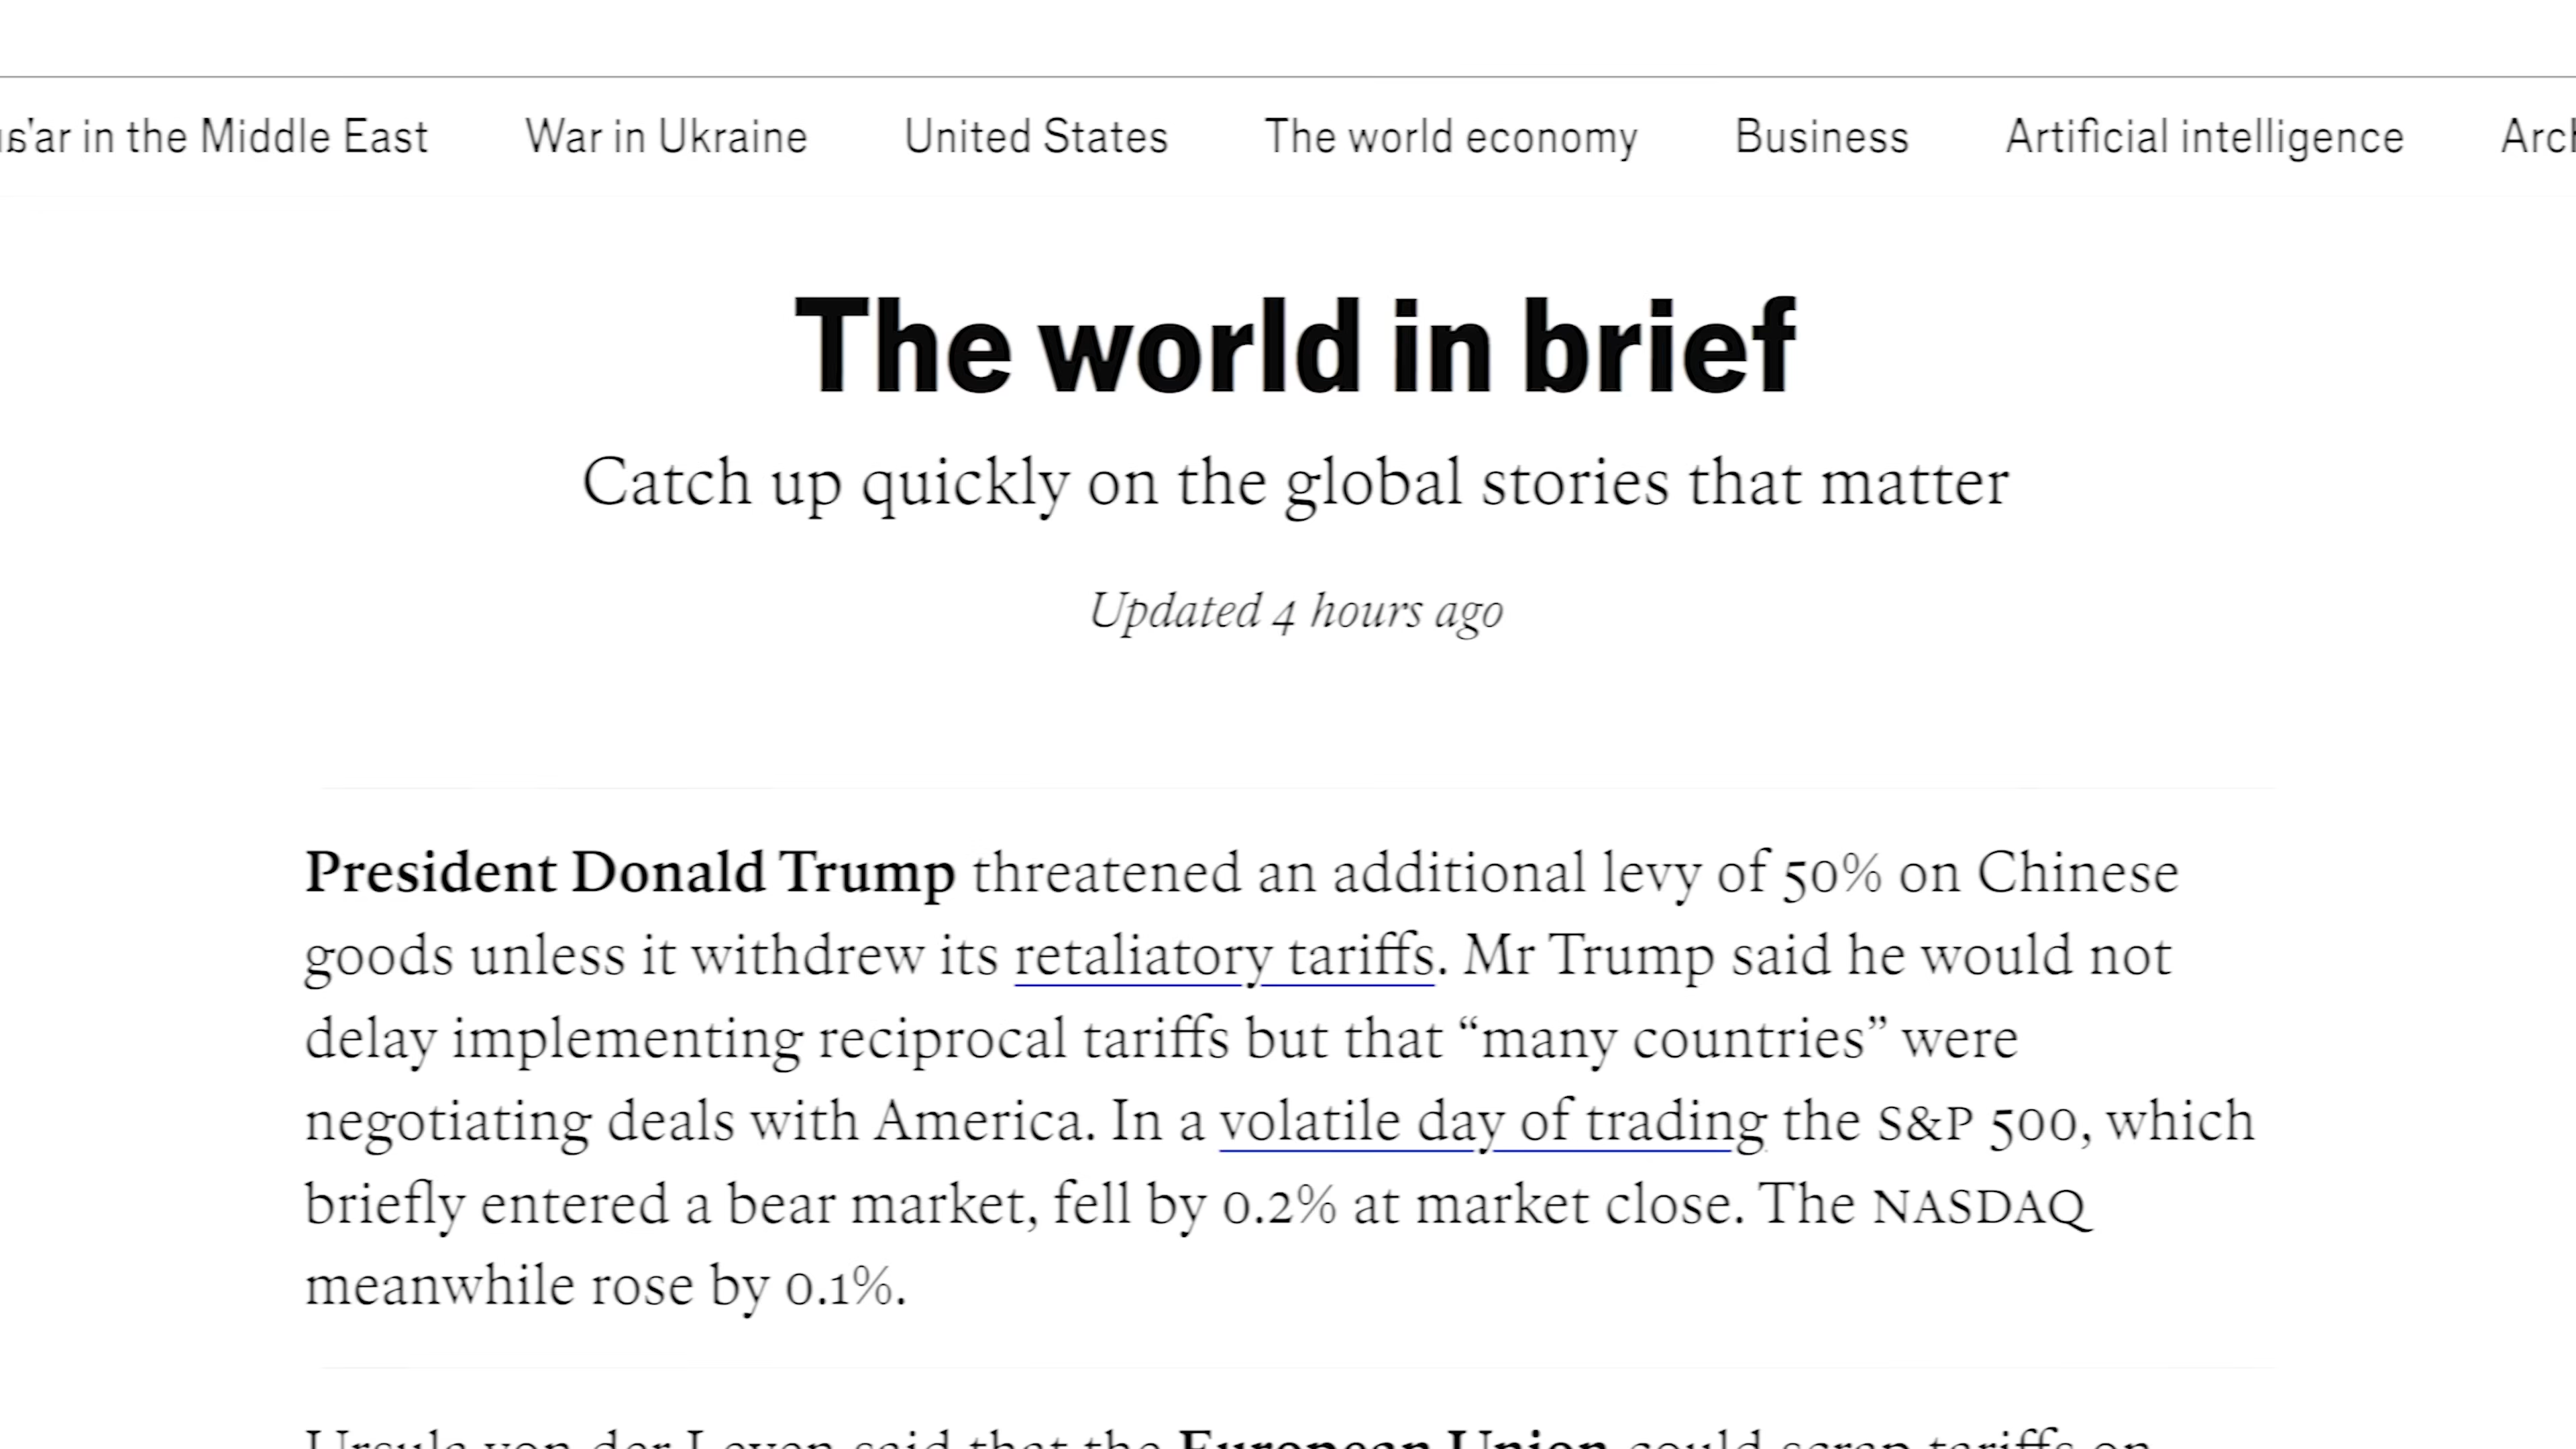 ar in the Middle East War in Ukraine United States The world economy Business Artificial intelligence
The world in brief
Catch up quickly on the global stories that matter
Updated 4 hours ago
President Donald Trump threatened an additional levy of 50% on Chinese
goods unless it withdrew its retaliatory tariffs. Mr Trump said he would not
delay implementing reciprocal tariffs but that “many countries” were
negotiating deals with America. In a volatile day of trading the S&P 500, which
briefly entered a bear market, fell by 0.2% at market close. The NASDAQ
meanwhile rose by 0.1%.
Ursula von der Leyen said that the European Union could scrap tariffs on